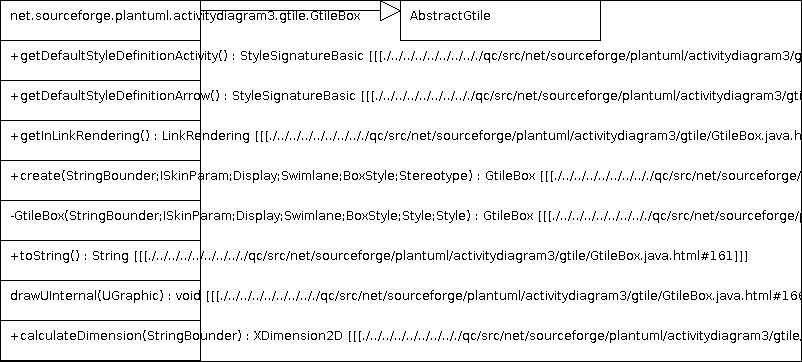 net.sourceforge.plantuml.activitydiagram3.gtile.GtileBox
AbstractGtile
+getDefaultStyleDefinitionActivity() : StyleSignatureBasic [[[./../../../../../../../qc/src/net/sourceforge/plantuml/activitydiagram3/g
+getDefaultStyleDefinitionArrow() : StyleSignatureBasic [[[./../../../../../../../qc/src/net/sourceforge/plantuml/activitydiagram3/gti
+getInLinkRendering() : LinkRendering [[[./../../../../../../../qc/src/net/sourceforge/plantuml/activitydiagram3/gtile/GtileBox.java.h
+create(StringBounder;ISkinParam;Display;Swimlane;BoxStyle;Stereotype) : GtileBox [[[./../../../../../../../qc/src/net/sourceforge/
-GtileBox(StringBounder;ISkinParam;Display;Swimlane;BoxStyle;Style;Style) : GtileBox [[[./../../../../../../../qc/src/net/sourceforge/p
+toString() : String [[[./../../../../../../../qc/src/net/sourceforge/plantuml/activitydiagram3/gtile/GtileBox.java.html#161]]]
drawUInternal(UGraphic) : void [[[./../../../../../../../qc/src/net/sourceforge/plantuml/activitydiagram3/gtile/GtileBox.java.html#166
+calculateDimension(StringBounder) : XDimension2D [[[./../../../../../../../qc/src/net/sourceforge/plantuml/activitydiagram3/gtile/